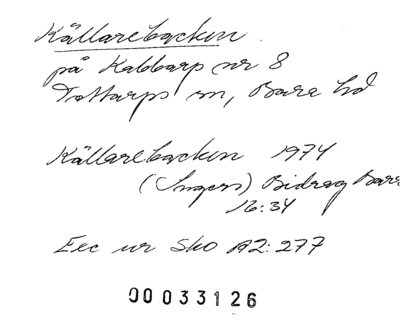 Källarebacken.
på Kabbarp nr 8
Tottarps sn, Bara hd
Källarebacken 1974
(Ingers) Bidrag Bara
16:34
Exc ur Sko A2:277
00033126